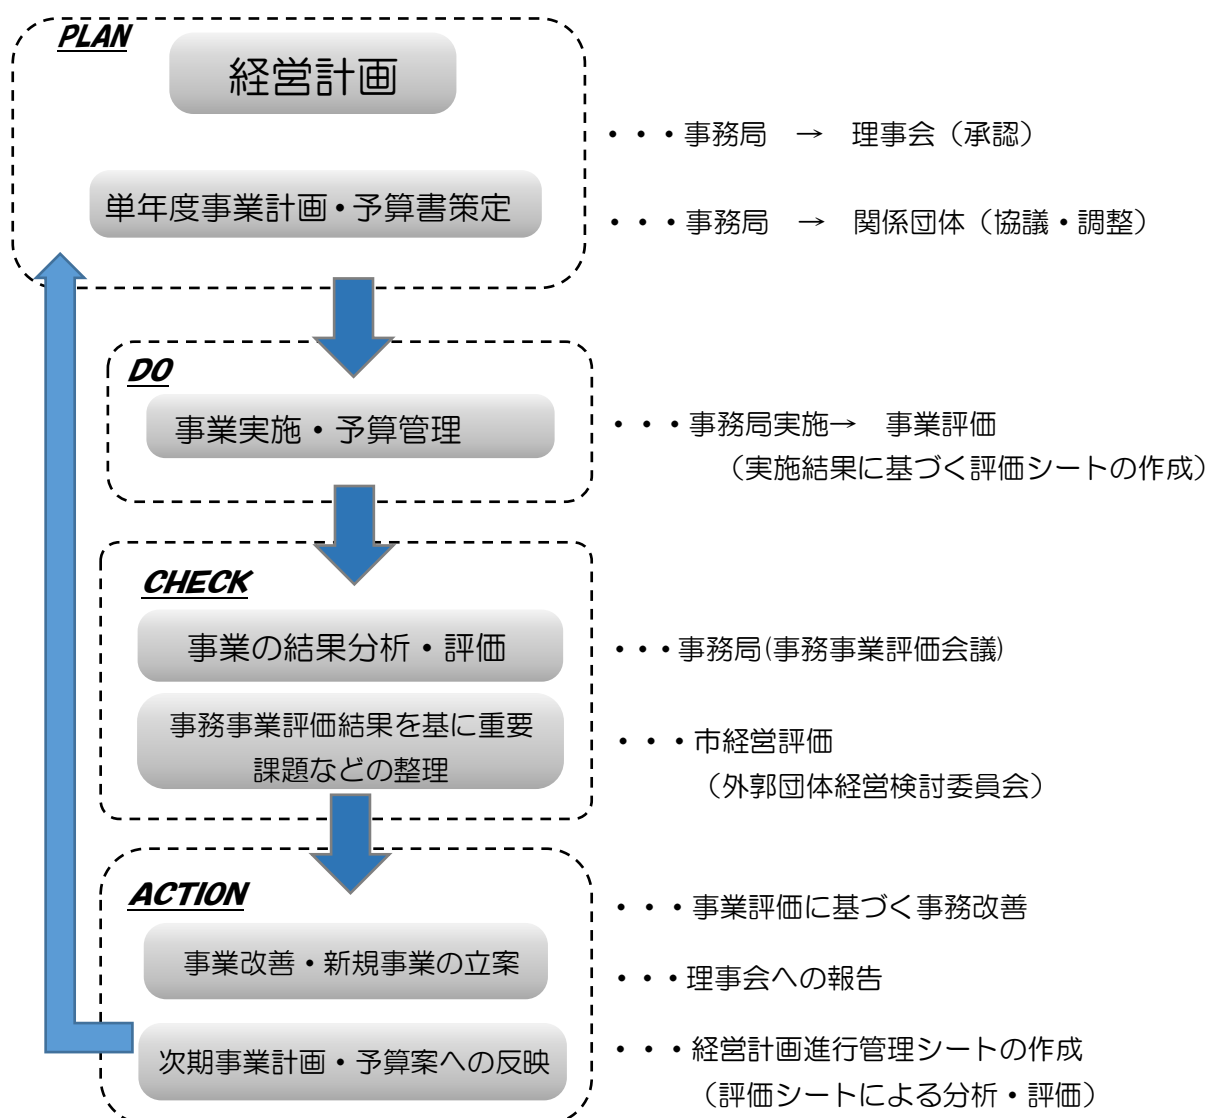 PLAN
経営計画
・・・事務局　→　理事会（承認）
単年度事業計画・予算書策定
・・・事務局　→　関係団体（協議・調整）
DO
事業実施・予算管理
・・・事務局実施→　事業評価
（実施結果に基づく評価シートの作成）
CHECK
事業の結果分析・評価
・・・事務局(事務事業評価会議)
事務事業評価結果を基に重要
課題などの整理
・・・市経営評価
（外郭団体経営検討委員会）
ACTION
・・・事業評価に基づく事務改善
事業改善・新規事業の立案
・・・理事会への報告
次期事業計画・予算案への反映
・・・経営計画進行管理シートの作成
（評価シートによる分析・評価）